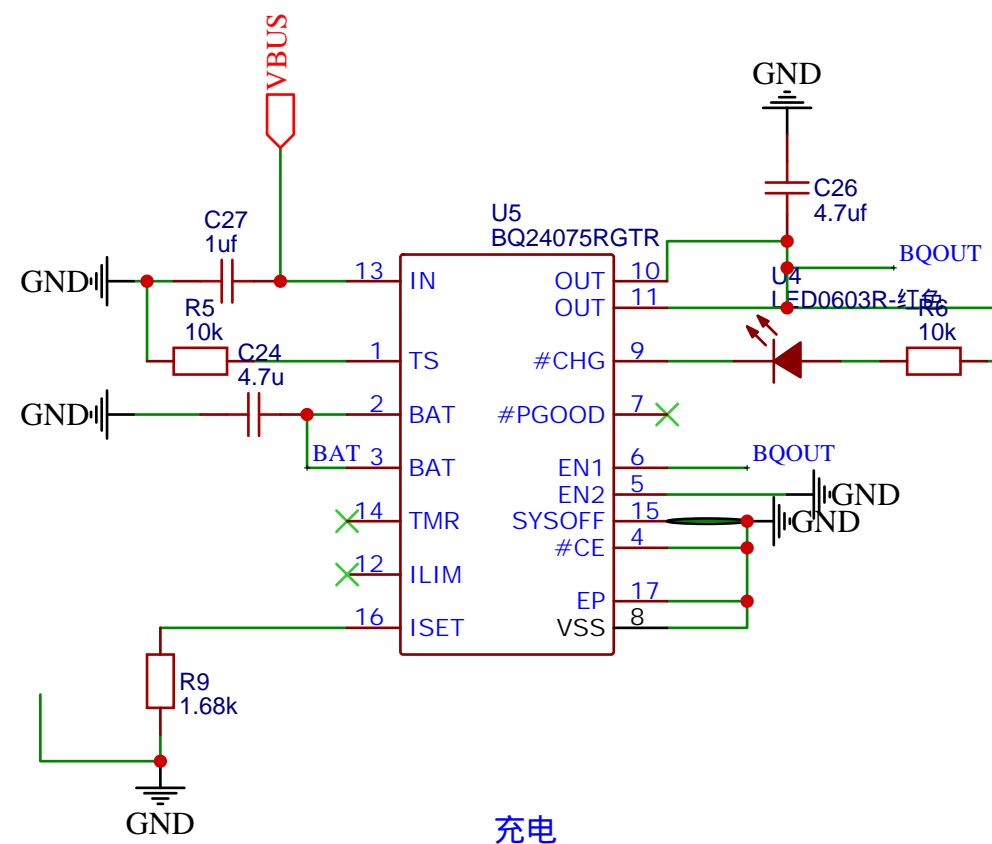 VBUS
GND
C26
4.7uf
C27
1uf
U5
BQ24075RGTR
BQOUT
GND
13
IN
OUT
10
U4
LED0603R-红色
R5
10k
OUT
11
R6
10k
C24
4.7u
1
TS
#CHG
9
GND
2
BAT
#PGOOD
7
BAT
3
BAT
EN1
6
BQOUT
EN2
5
GND
14
TMR
SYSOFF
15
GND
#CE
4
12
ILIM
EP
17
16
ISET
VSS
8
R9
1.68k
GND
充电